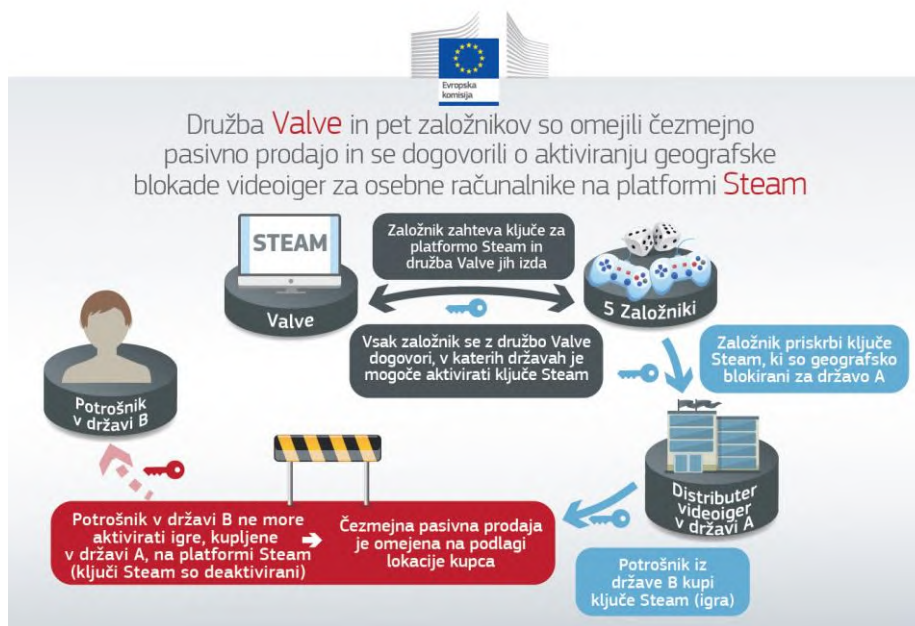 Evropska
komisija
Družba Valve in pet založnikov so omejili čezmejno
pasivno prodajo in se dogovorili o aktiviranju geografske
blokade videoiger za osebne računalnike na platformi Steam
STEAM
Valve
Založnik zahteva ključe za
platformo Steam in
družba Valve jih izda
5 Založniki
Vsak založnik se z družbo Valve
dogovori, v katerih državah je
mogoče aktivirati ključe Steam
Založnik priskrbi ključe
Steam, ki so geografsko
blokirani za državo A
Potrošnik
v državi B
Distributer
videoiger
v državi A
Potrošnik v državi B ne more
aktivirati igre, kupljene
v državi A, na platformi Steam
(ključi Steam so deaktivirani)
Čezmejna pasivna prodaja
je omejena na podlagi
lokacije kupca
Potrošnik iz
države B kupi
ključe Steam (igra)